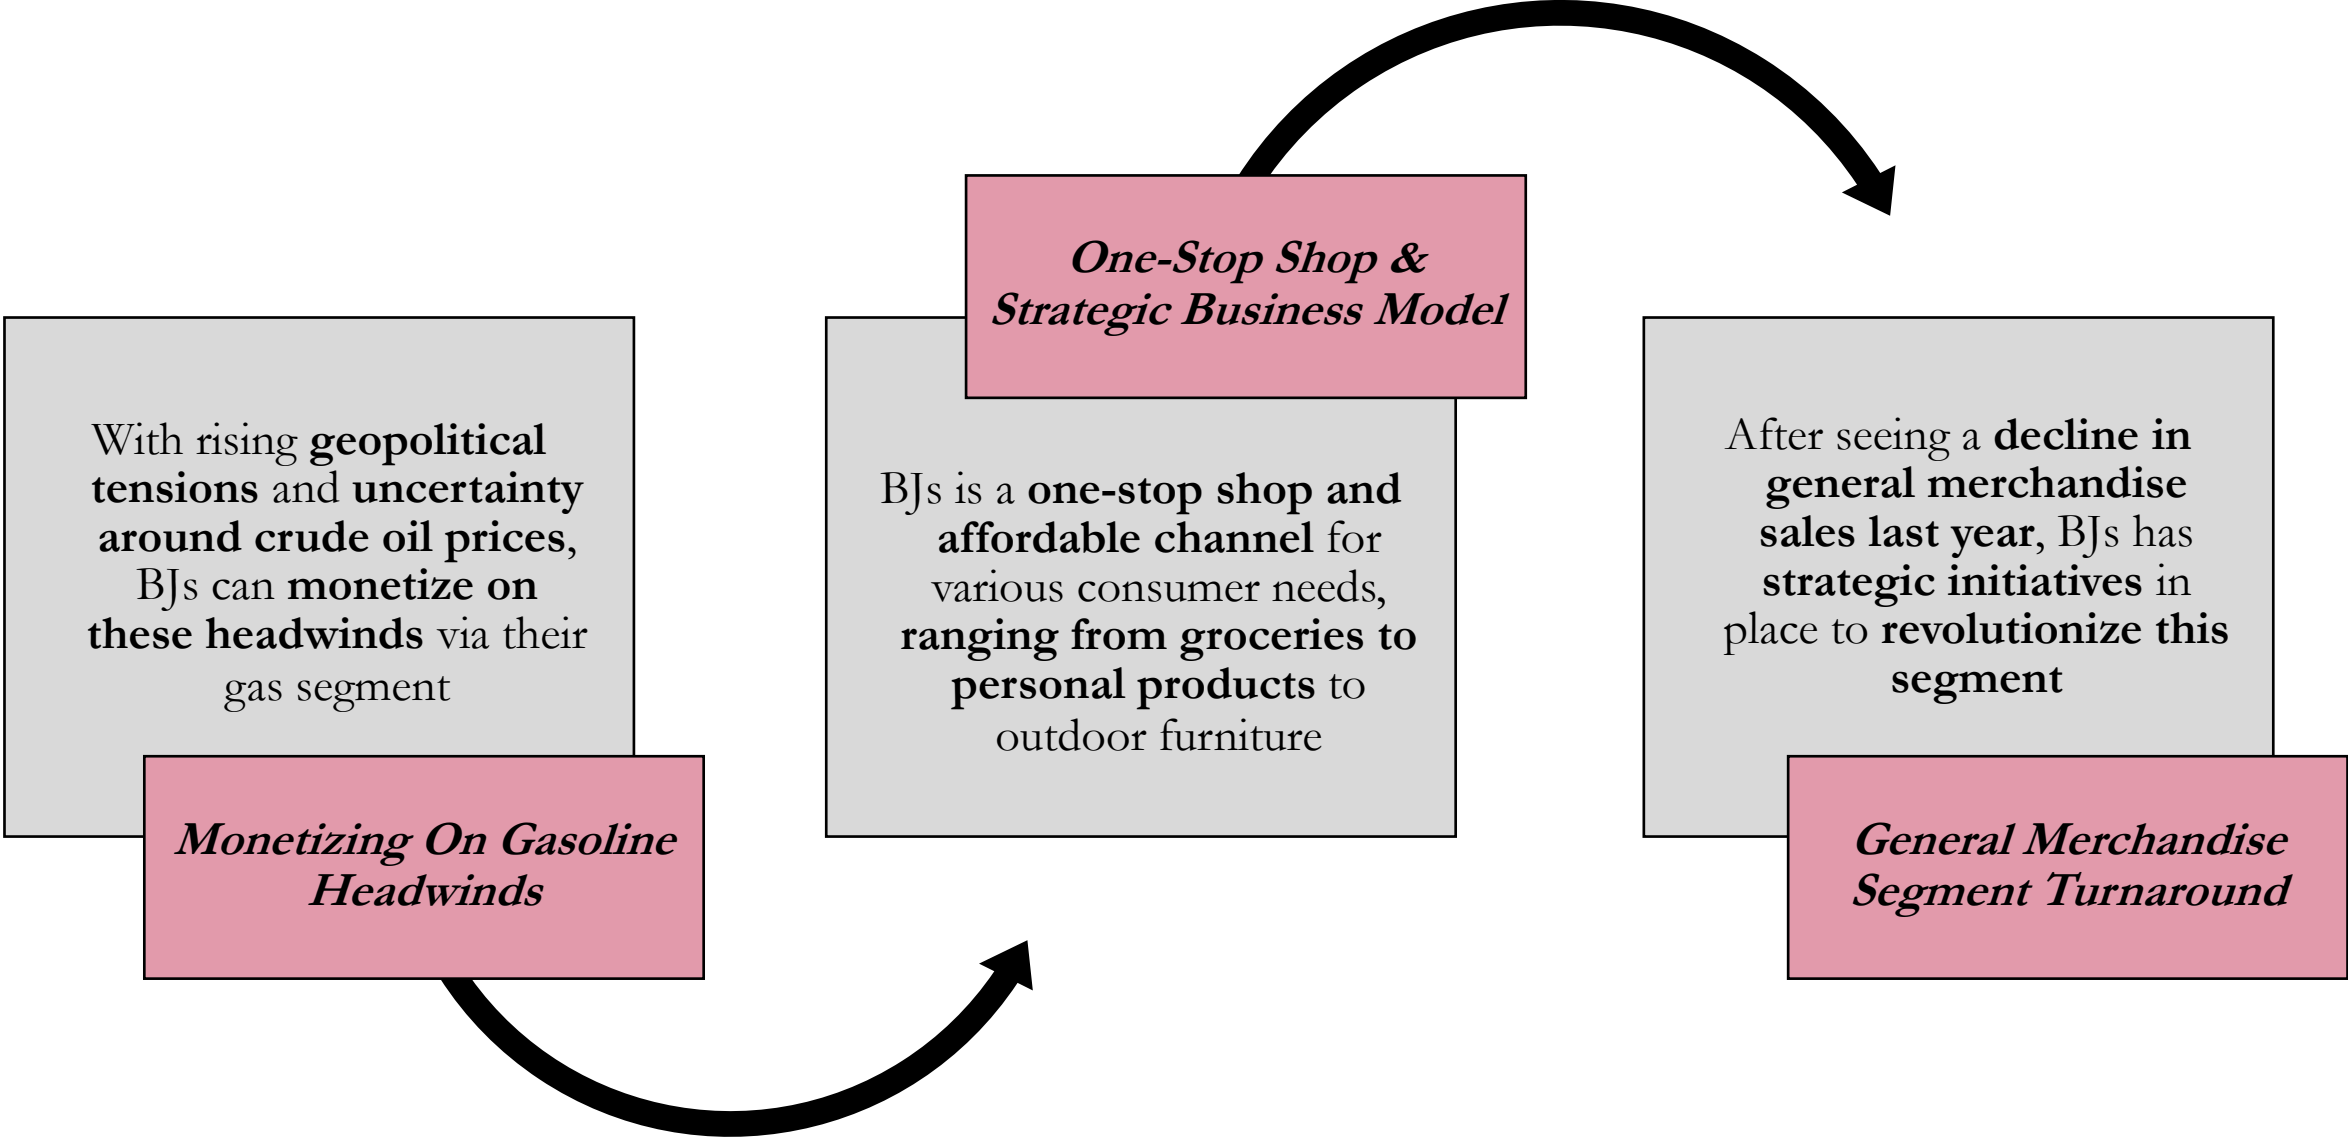 With rising geopolitical
tensions and uncertainty
around crude oil prices,
BJs can monetize on
these headwinds via their
gas segment
Monetizing On Gasoline
Headwinds
One-Stop Shop &
Strategic Business Model
BJs is a one-stop shop and
affordable channel for
various consumer needs,
ranging from groceries to
personal products to
outdoor furniture
After seeing a decline in
general merchandise
sales last year, BJs has
strategic initiatives in
place to revolutionize this
segment
General Merchandise
Segment Turnaround